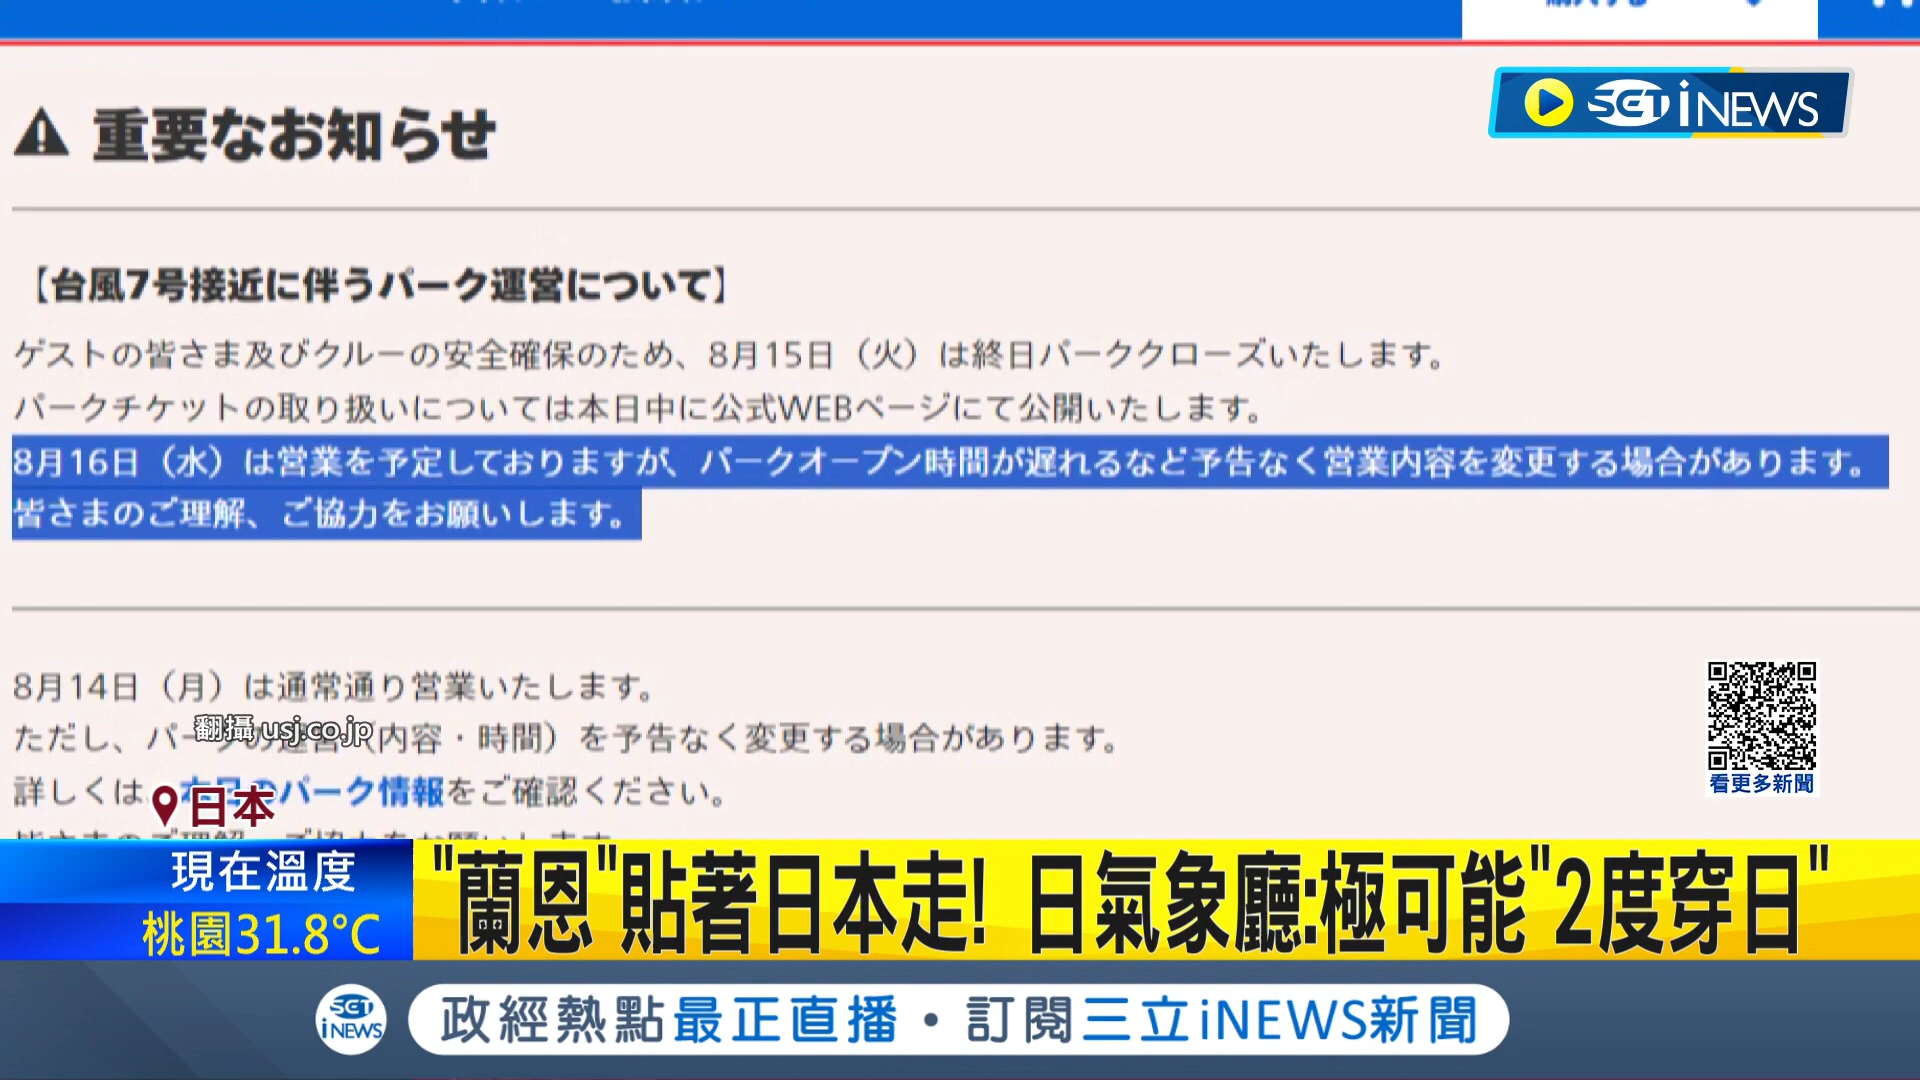 SET iNEWS
重要なお知らせ
【台風7号接近に伴うパーク運営について】
ゲストの皆さま及びクルーの安全確保のため、8月15日（火）は終日パーククローズいたします。
パークチケットの取り扱いについては本日中に公式WEBページにて公開いたします。
8月16日（水）は営業を予定しておりますが、パークオープン時間が遅れるなど予告なく営業内容を変更する場合があります。
皆さまのご理解、ご協力をお願いします。
8月14日（月）は通常通り営業いたします。
ただし、パークの運営（内容・時間）を予告なく変更する場合があります。
翻攝 usj.co.jp
詳しくは、本日のパーク情報をご確認ください。
日本
看更多新聞
現在溫度
桃園31.8°C
"蘭恩"貼著日本走! 日氣象廳:極可能"2度穿日"
SET iNEWS
政經熱點最正直播・訂閱三立iNEWS新聞